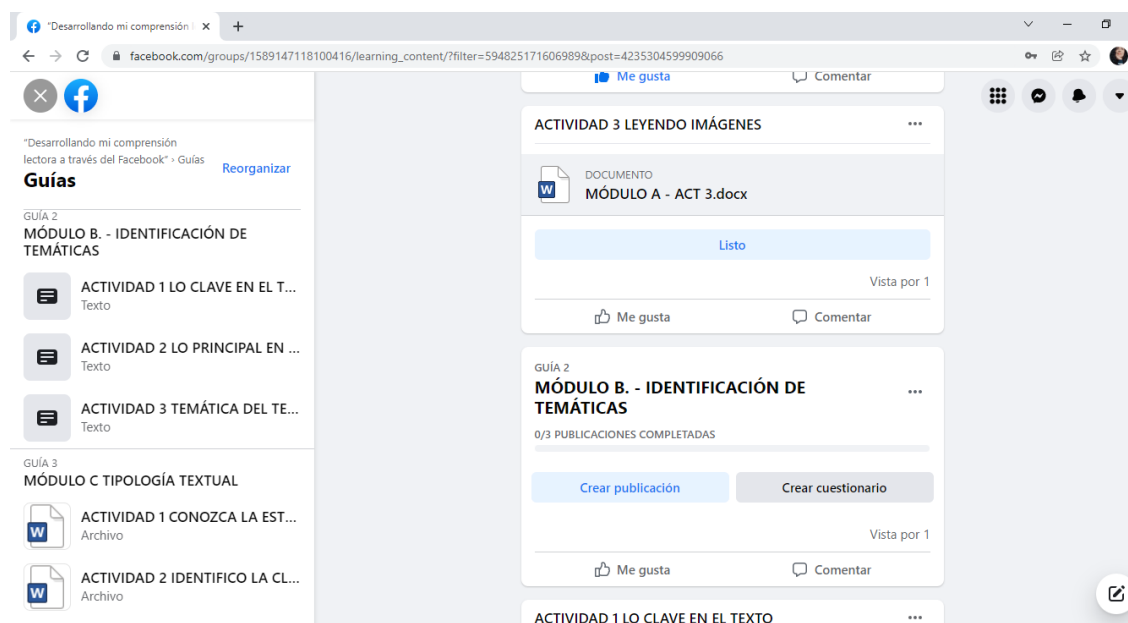 "Desarrollando mi comprensión l
facebook.com/groups/1589147118100416/learning_content/?filter=594825171606989&post=4235304599909066
"Desarrollando mi comprensión
lectora a través del Facebook" › Guías
Guías
Reorganizar
GUÍA 2
MÓDULO B. - IDENTIFICACIÓN DE
TEMÁTICAS
ACTIVIDAD 1 LO CLAVE EN EL T...
Texto
ACTIVIDAD 2 LO PRINCIPAL EN ...
Texto
ACTIVIDAD 3 TEMÁTICA DEL TE...
Texto
GUÍA 3
MÓDULO C TIPOLOGÍA TEXTUAL
ACTIVIDAD 1 CONOZCA LA EST...
Archivo
ACTIVIDAD 2 IDENTIFICO LA CL...
Archivo
Me gusta
Comentar
ACTIVIDAD 3 LEYENDO IMÁGENES
DOCUMENTO
MÓDULO A - ACT 3.docx
Listo
Vista por 1
Me gusta
Comentar
GUÍA 2
MÓDULO B. - IDENTIFICACIÓN DE
TEMÁTICAS
0/3 PUBLICACIONES COMPLETADAS
Crear publicación
Crear cuestionario
Vista por 1
Me gusta
Comentar
ACTIVIDAD 1 LO CLAVE EN EL TEXTO